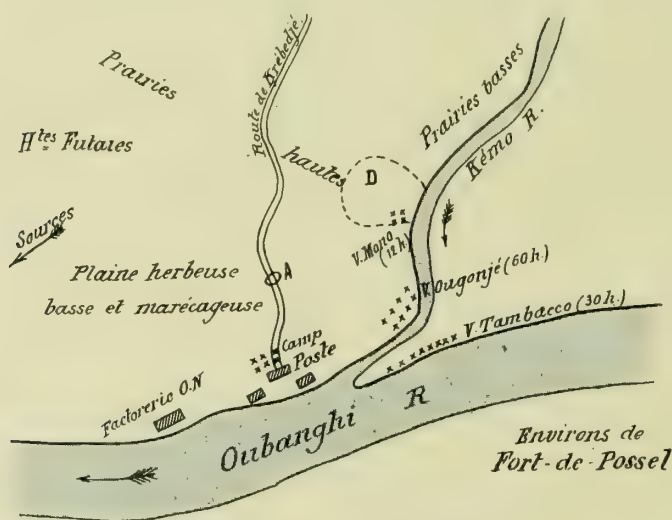 Prairies
Route de Krébedjé
Prairies basses
Kémo R.
Htes Futaies
hautes
D
Sources
V. Mono
(12 h.)
Plaine herbeuse
basse et marécageuse
A
V. Ougonjé (60 h.)
V. Tambacco (30 h.)
Camp
Poste
Factorerie O.N
Oubanghi R
Environs de
Fort-de-Possel